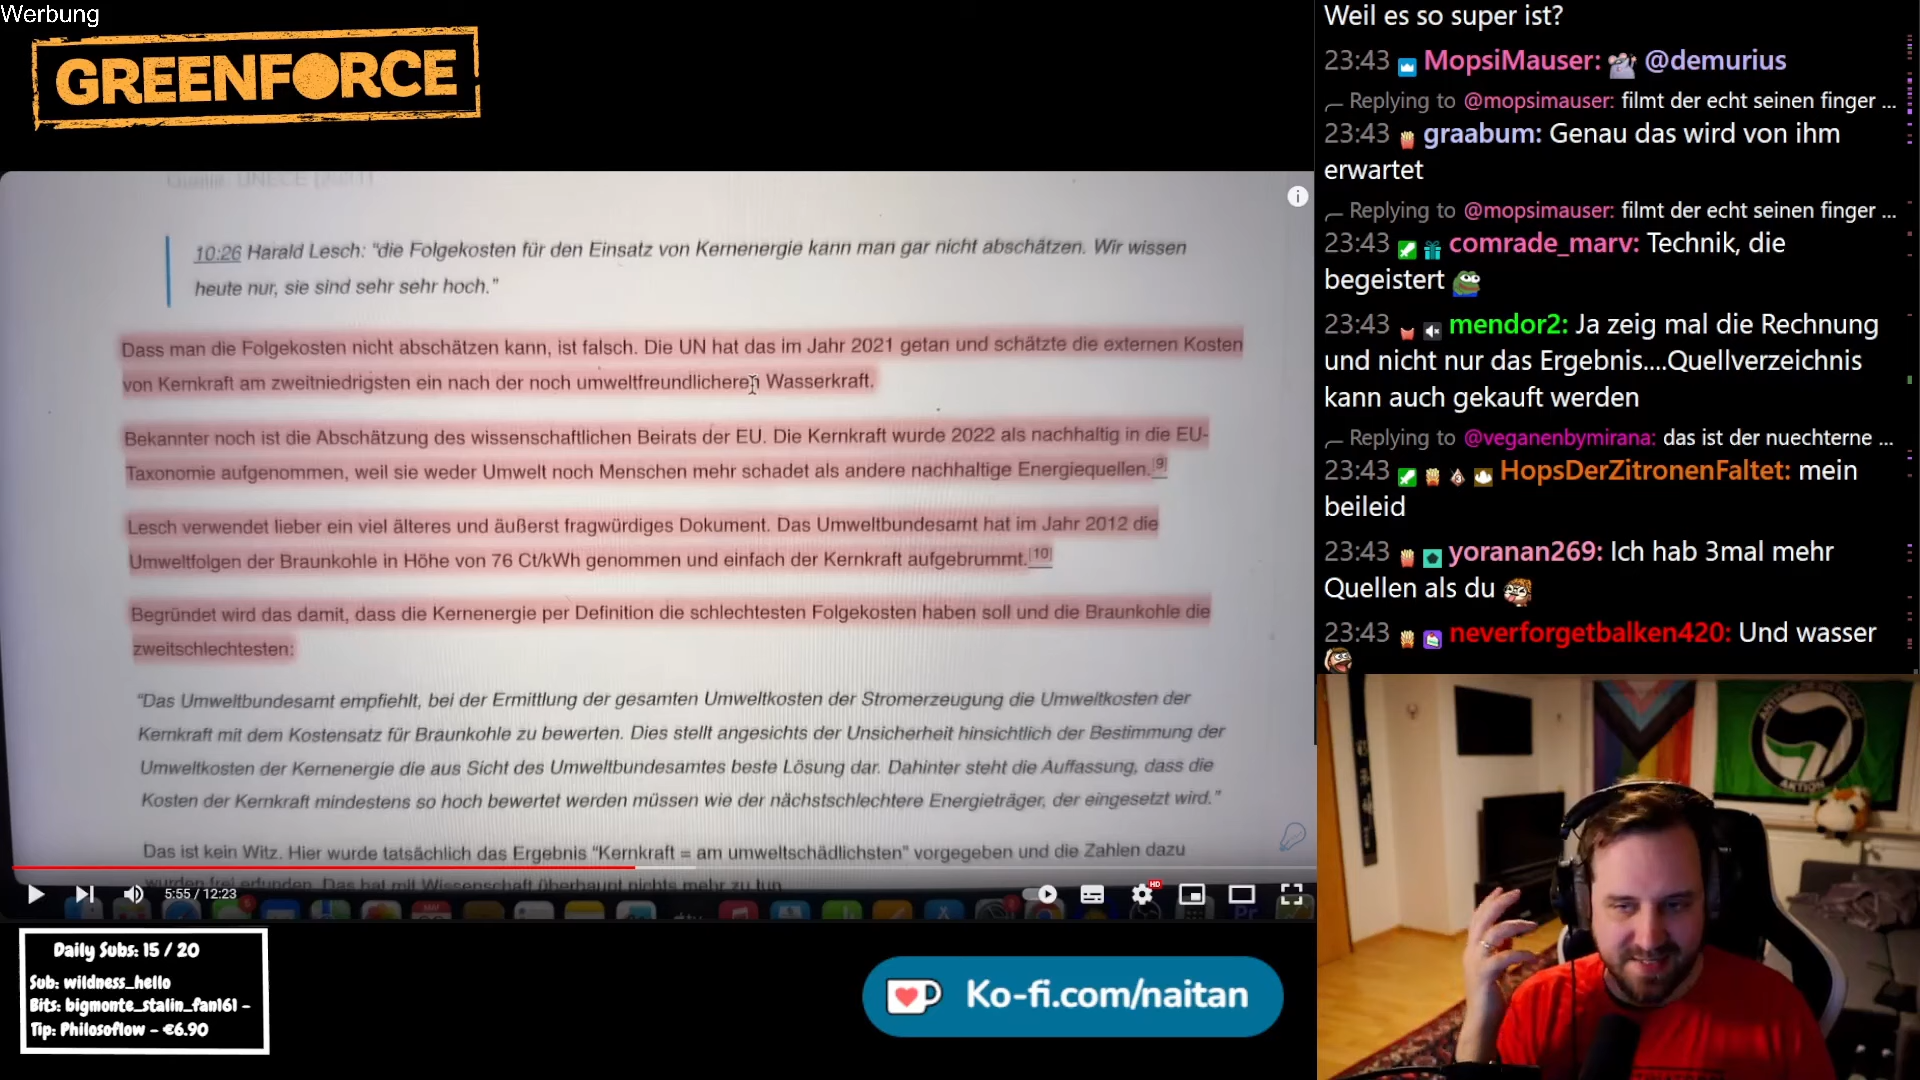 Werbung
GREENFORCE
10:26 Harald Lesch: "die Folgekosten für den Einsatz von Kernenergie kann man gar nicht abschätzen. Wir wissen
heute nur, sie sind sehr sehr hoch."
Dass man die Folgekosten nicht abschätzen kann, ist falsch. Die UN hat das im Jahr 2021 getan und schätzte die externen Kosten
von Kernkraft am zweitniedrigsten ein nach der noch umweltfreundlicheren Wasserkraft.
Bekannter noch ist die Abschätzung des wissenschaftlichen Beirats der EU. Die Kernkraft wurde 2022 als nachhaltig in die EU-
Taxonomie aufgenommen, weil sie weder Umwelt noch Menschen mehr schadet als andere nachhaltige Energiequellen.[9]
Lesch verwendet lieber ein viel älteres und äußerst fragwürdiges Dokument. Das Umweltbundesamt hat im Jahr 2012 die
Umweltfolgen der Braunkohle in Höhe von 76 Ct/kWh genommen und einfach der Kernkraft aufgebrummt.[10]
Begründet wird das damit, dass die Kernenergie per Definition die schlechtesten Folgekosten haben soll und die Braunkohle die
zweitschlechtesten:
"Das Umweltbundesamt empfiehlt, bei der Ermittlung der gesamten Umweltkosten der Stromerzeugung die Umweltkosten der
Kernkraft mit dem Kostensatz für Braunkohle zu bewerten. Dies stellt angesichts der Unsicherheit hinsichtlich der Bestimmung der
Umweltkosten der Kernenergie die aus Sicht des Umweltbundesamtes beste Lösung dar. Dahinter steht die Auffassung, dass die
Kosten der Kernkraft mindestens so hoch bewertet werden müssen wie der nächstschlechtere Energieträger, der eingesetzt wird."
Das ist kein Witz. Hier wurde tatsächlich das Ergebnis "Kernkraft = am umweltschädlichsten" vorgegeben und die Zahlen dazu
wurden frei erfunden. Das hat mit Wissenschaft überhaupt nichts mehr zu tun.
5:55 / 12:23
HD
Daily Subs: 15 / 20
Sub: wildness_hello
Bits: bigmonte_stalin_fan161 -
Tip: Philosoflow - €6.90
Ko-fi.com/naitan
Weil es so super ist?
23:43 MopsiMauser: @demurius
Replying to @mopsimauser: filmt der echt seinen finger ...
23:43 graabum: Genau das wird von ihm
erwartet
Replying to @mopsimauser: filmt der echt seinen finger ...
23:43 comrade_marv: Technik, die
begeistert
23:43 mendor2: Ja zeig mal die Rechnung
und nicht nur das Ergebnis....Quellverzeichnis
kann auch gekauft werden
Replying to @veganenbymirana: das ist der nuechterne ...
23:43 HopsDerZitronenFaltet: mein
beileid
23:43 yoranan269: Ich hab 3mal mehr
Quellen als du
23:43 neverforgetbalken420: Und wasser
AKTION